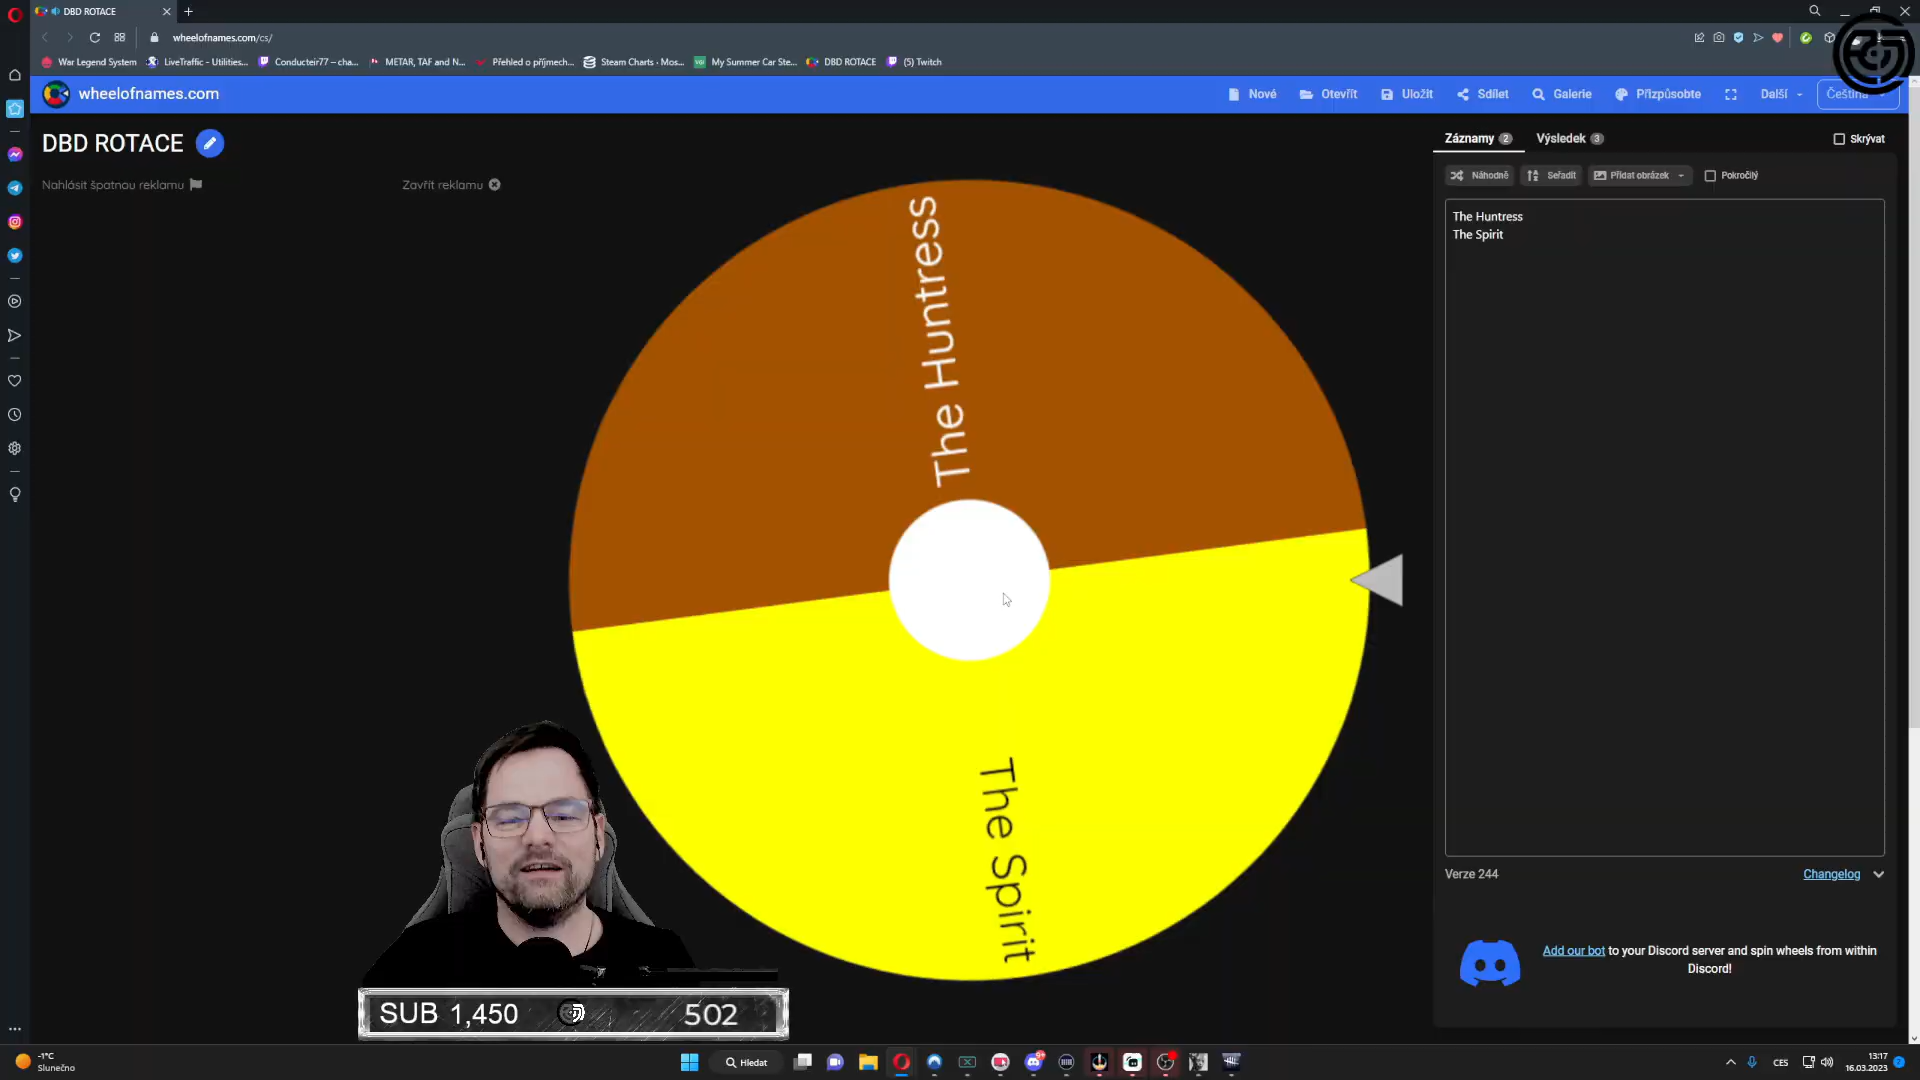 DBD ROTACE
wheelofnames.com/cs/
War Legend System
LiveTraffic - Utilities...
Conducteir77 – cha...
METAR, TAF and N...
Přehled o příjmech...
Steam Charts · Mos...
My Summer Car Ste...
DBD ROTACE
(5) Twitch
wheelofnames.com
Nové
Otevřít
Uložit
Sdílet
Galerie
Přizpůsobte
Další
Čeština
DBD ROTACE
Nahlásit špatnou reklamu
Zavřít reklamu
The Huntress
The Spirit
Záznamy 2
Výsledek 3
Skrývat
Náhodně
Seřadit
Přidat obrázek
Pokročilý
The Huntress
The Spirit
Verze 244
Changelog
Add our bot to your Discord server and spin wheels from within
Discord!
SUB 1,450
502
-1°C
Slunečno
Hledat
CES
13:17
16.03.2023